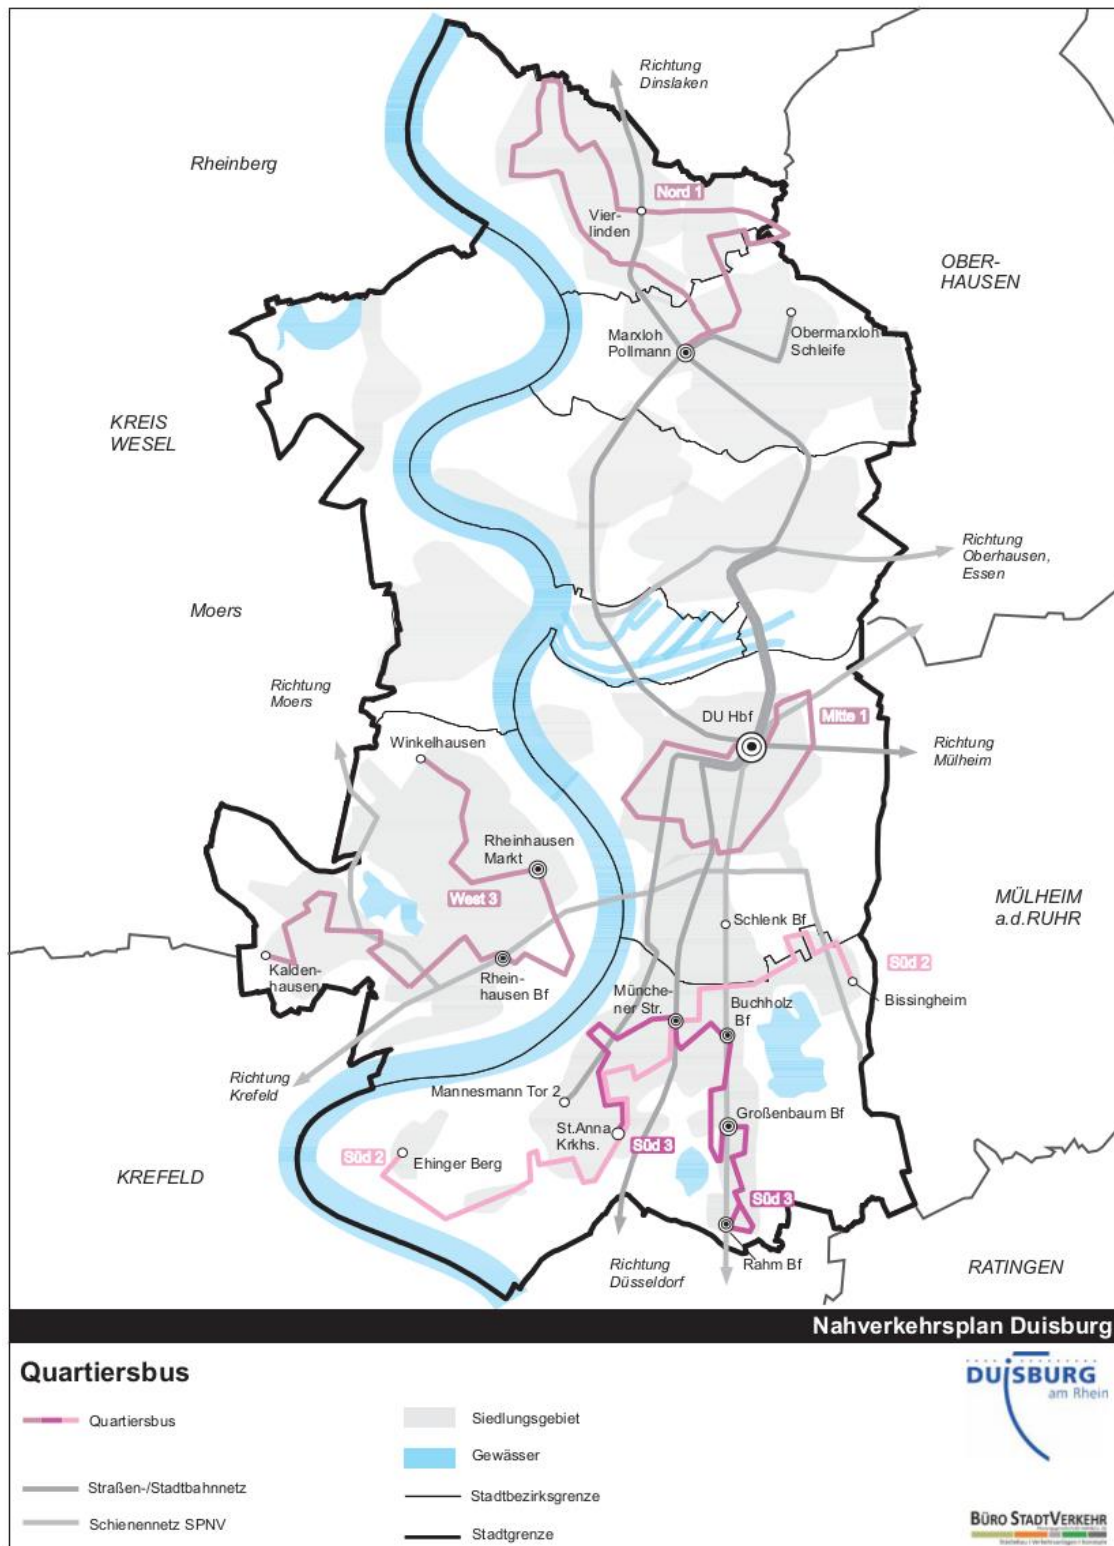 Richtung
Dinslaken
Rheinberg
Nord 1
Vier-
linden
OBER-
HAUSEN
Marxloh
Pollmann
Obermarxloh
Schleife
KREIS
WESEL
Richtung
Oberhausen,
Essen
Moers
Richtung
Moers
DU Hbf
Mitte 1
Winkelhausen
Richtung
Mülheim
Rheinhausen
Markt
West 3
MÜLHEIM
a.d.RUHR
Schlenk Bf
Süd 2
Kalden-
hausen
Rhein-
hausen Bf
Münche-
ner Str.
Buchholz
Bf
Bissingheim
Richtung
Krefeld
Mannesmann Tor 2
Großenbaum Bf
St.Anna
Krkhs.
Süd 3
Süd 2
Ehinger Berg
KREFELD
Süd 3
Richtung
Düsseldorf
Rahm Bf
RATINGEN
Nahverkehrsplan Duisburg
Quartiersbus
Quartiersbus
Straßen-/Stadtbahnnetz
Schienennetz SPNV
Siedlungsgebiet
Gewässer
Stadtbezirksgrenze
Stadtgrenze
DUISBURG
am Rhein
BÜRO STADTVERKEHR